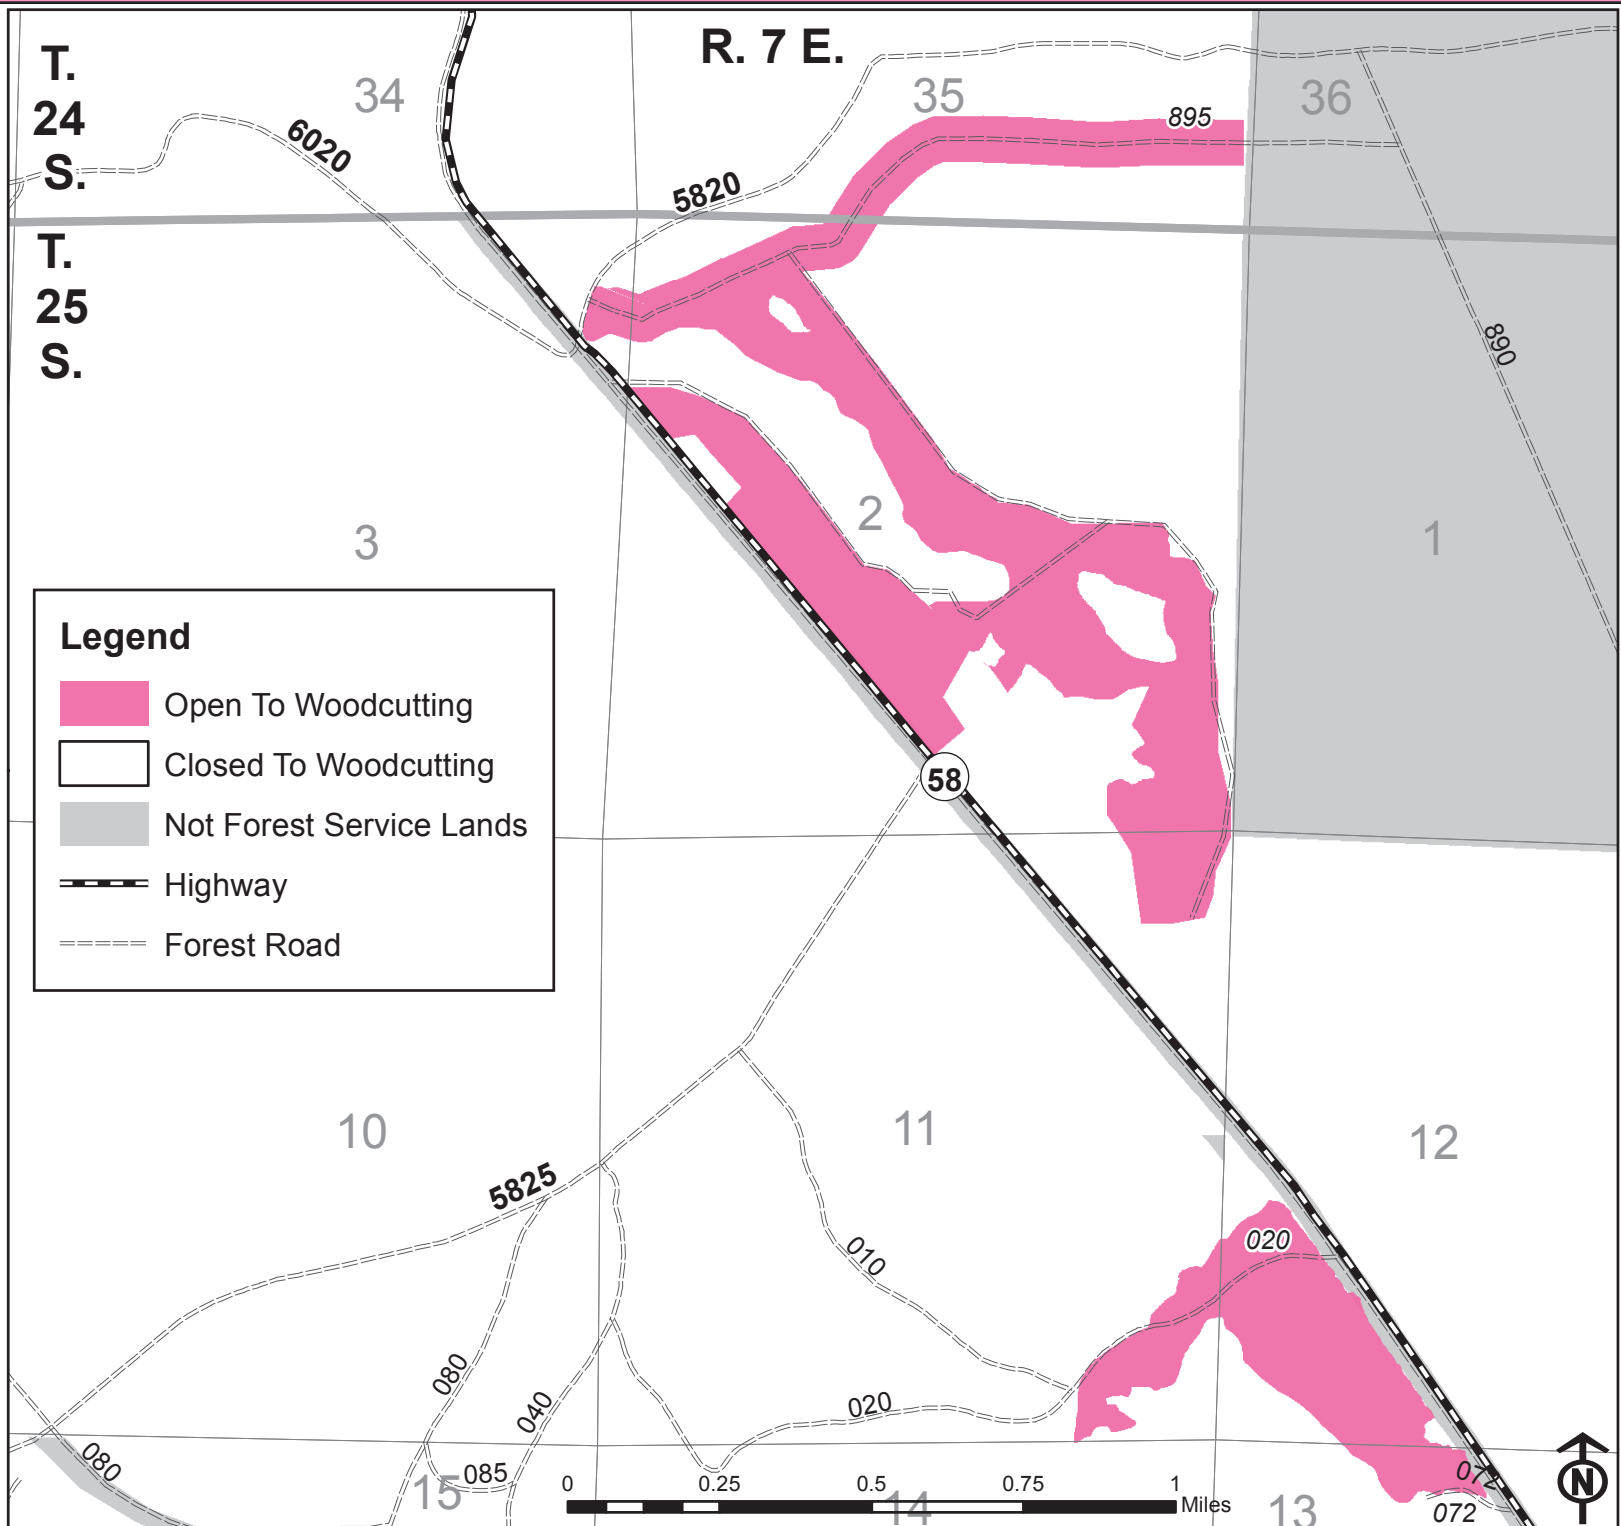 R. 7 E.
T.
24
S.
34
35
36
895
6020
5820
T.
25
S.
890
3
2
1
Legend
Open To Woodcutting
Closed To Woodcutting
Not Forest Service Lands
Highway
Forest Road
58
10
11
12
5825
010
020
080
040
020
080
085
15
14
13
072
072
0 0.25 0.5 0.75 1
Miles
N